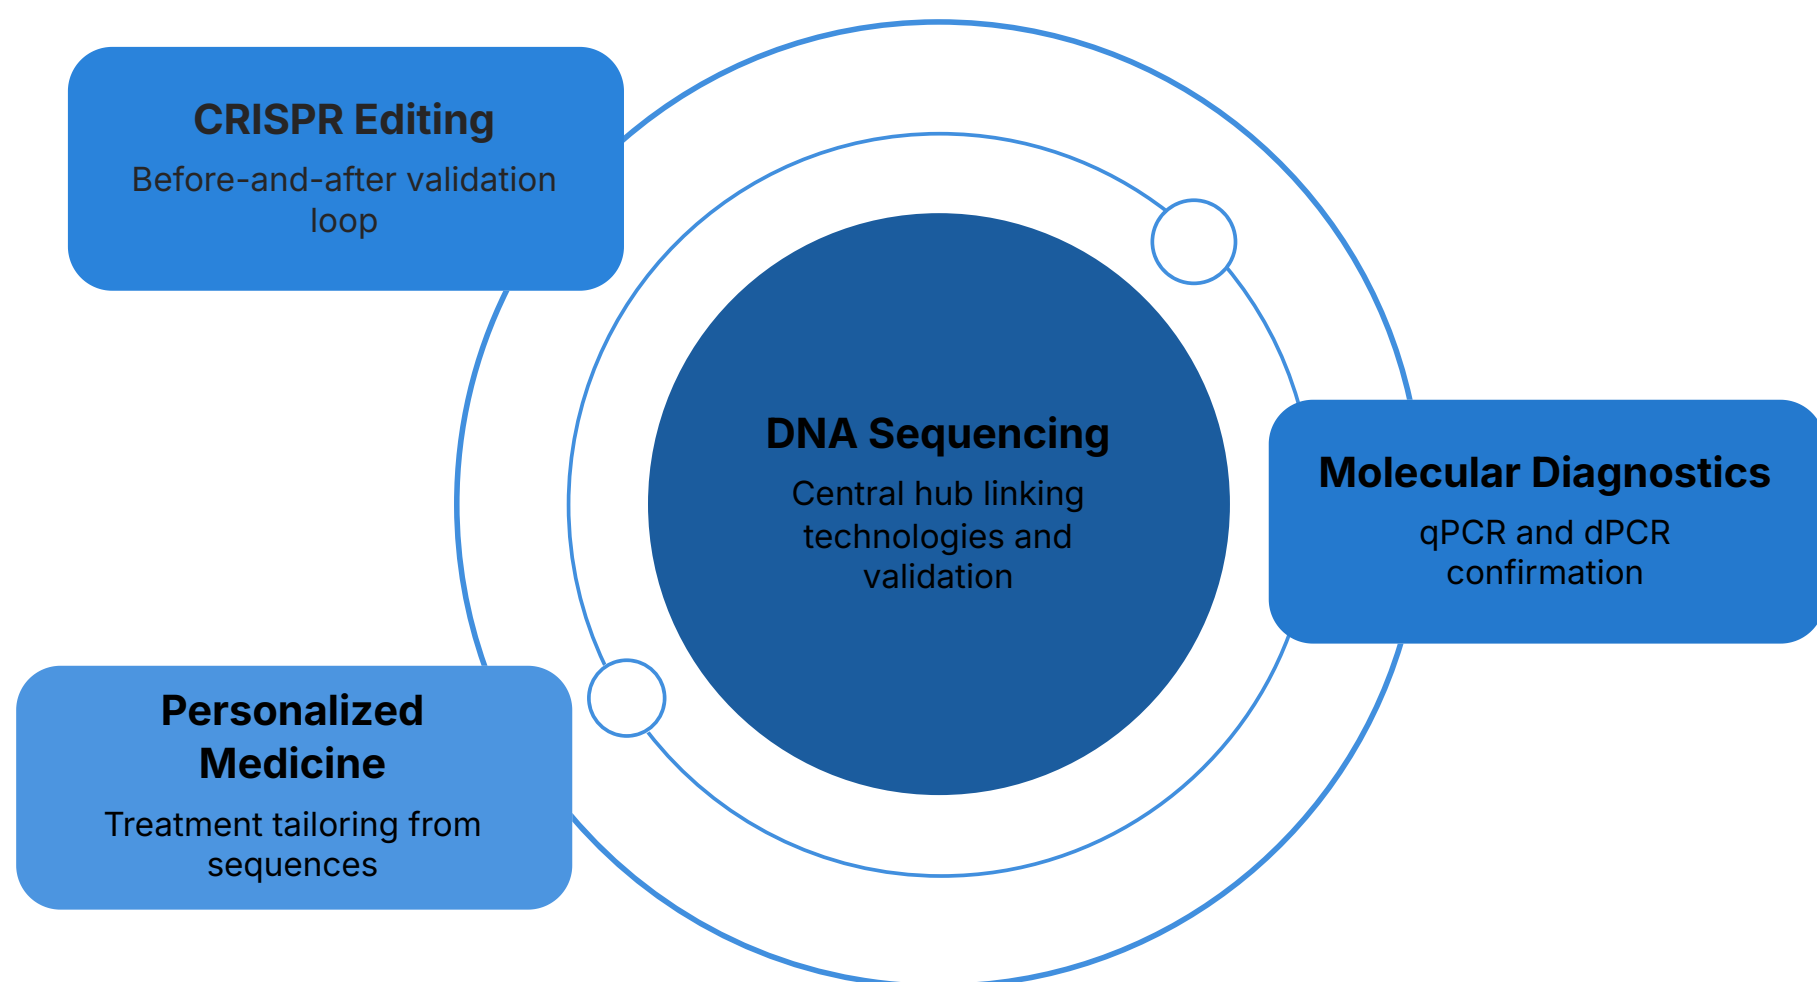 CRISPR Editing
Before-and-after validation
loop
DNA Sequencing
Central hub linking
technologies and
validation
Molecular Diagnostics
qPCR and dPCR
confirmation
Personalized
Medicine
Treatment tailoring from
sequences